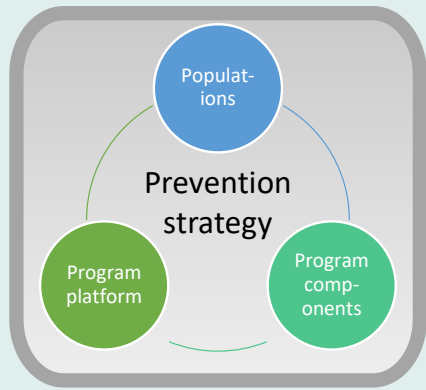 Populat-
ions
Prevention
strategy
Program
platform
Program
comp-
onents